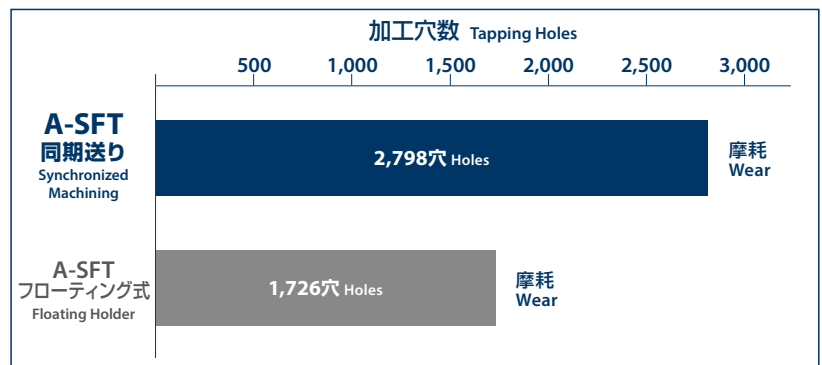 加工穴数 Tapping Holes
500 1,000 1,500 2,000 2,500 3,000
A-SFT
同期送り
Synchronized
Machining
2,798穴 Holes
摩耗
Wear
A-SFT
フローティング式
Floating Holder
1,726穴 Holes
摩耗
Wear